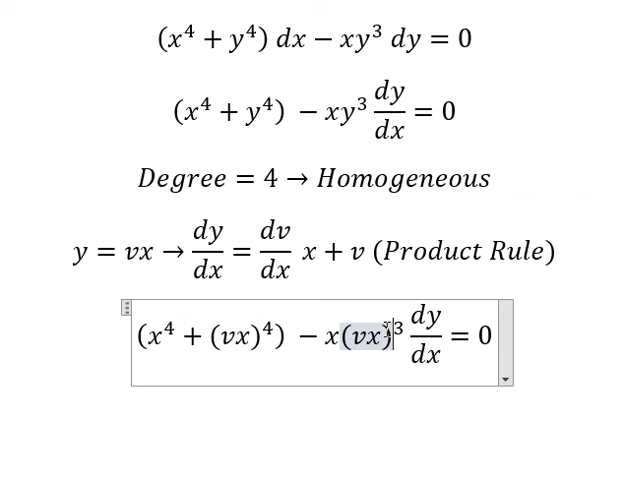 (x⁴ + y⁴) dx − xy³ dy = 0
(x⁴ + y⁴) − xy³ dy/dx = 0
Degree = 4 → Homogeneous
y = vx → dy/dx = dv/dx x + v (Product Rule)
(x⁴ + (vx)⁴) − x(vx)³ dy/dx = 0